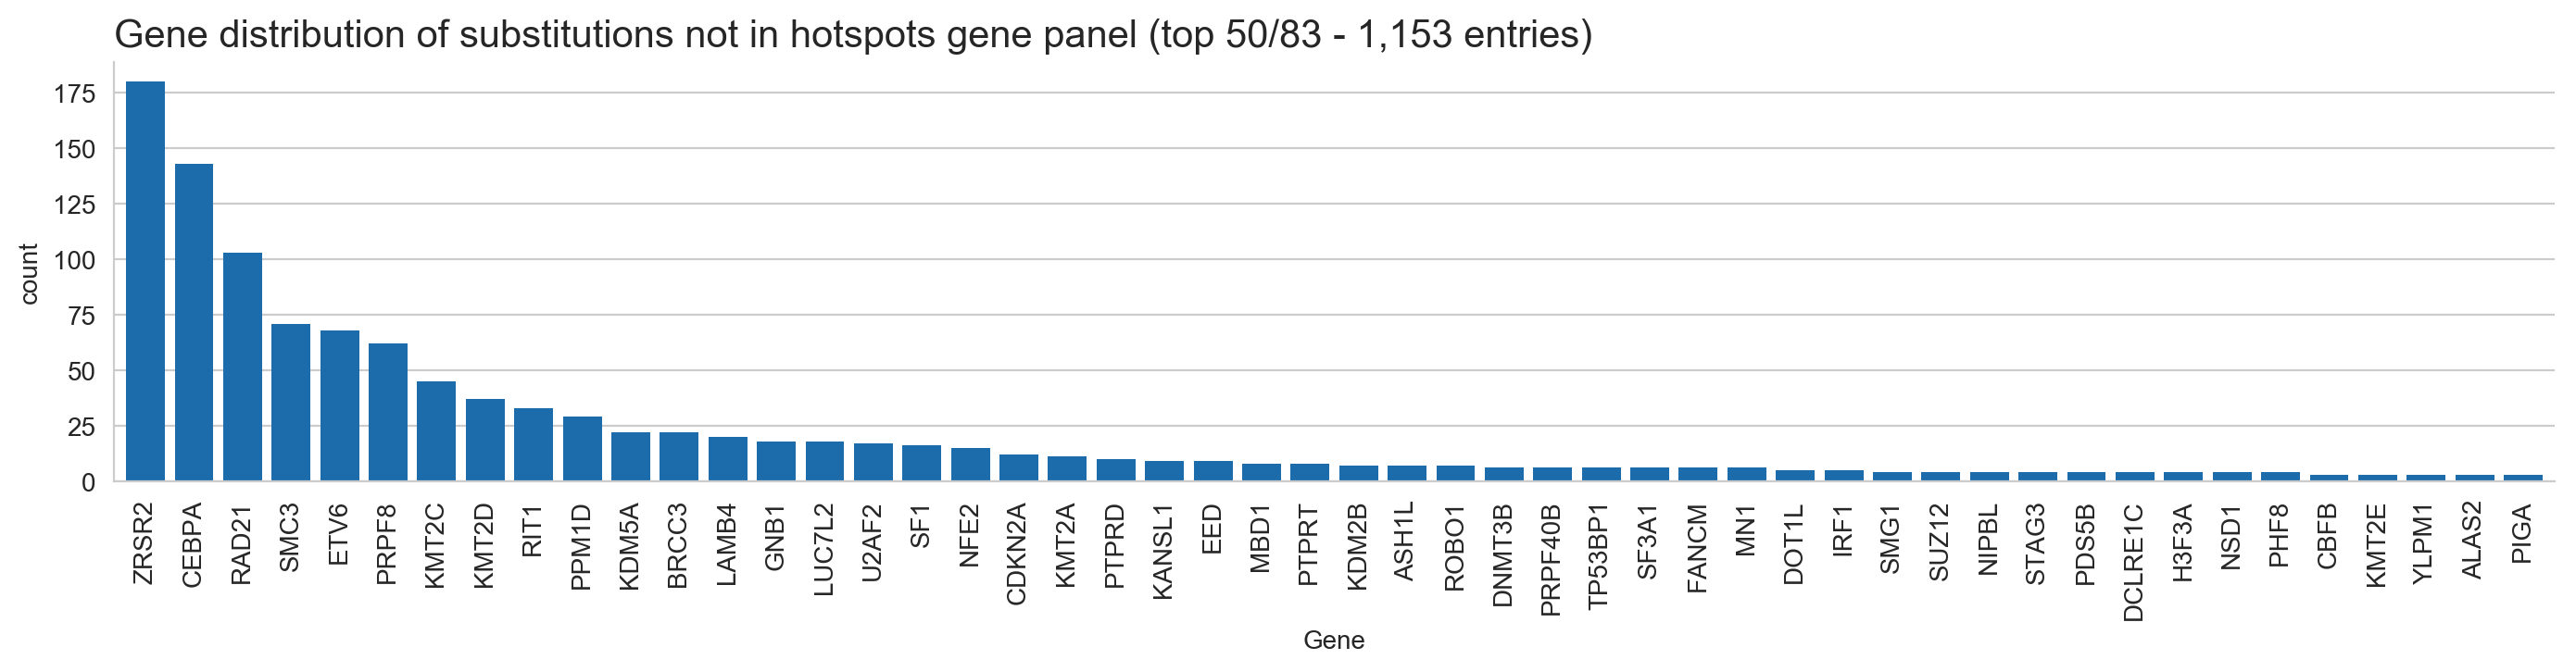 Gene distribution of substitutions not in hotspots gene panel (top 50/83 - 1,153 entries)
count
175
150
125
100
75
50
25
0
ZRSR2
CEBPA
RAD21
SMC3
ETV6
PRPF8
KMT2C
KMT2D
RIT1
PPM1D
KDM5A
BRCC3
LAMB4
GNB1
LUC7L2
U2AF2
SF1
NFE2
CDKN2A
KMT2A
PTPRD
KANSL1
EED
MBD1
PTPRT
KDM2B
ASH1L
ROBO1
DNMT3B
PRPF40B
TP53BP1
SF3A1
FANCM
MN1
DOT1L
IRF1
SMG1
SUZ12
NIPBL
STAG3
PDS5B
DCLRE1C
H3F3A
NSD1
PHF8
CBFB
KMT2E
YLPM1
ALAS2
PIGA
Gene